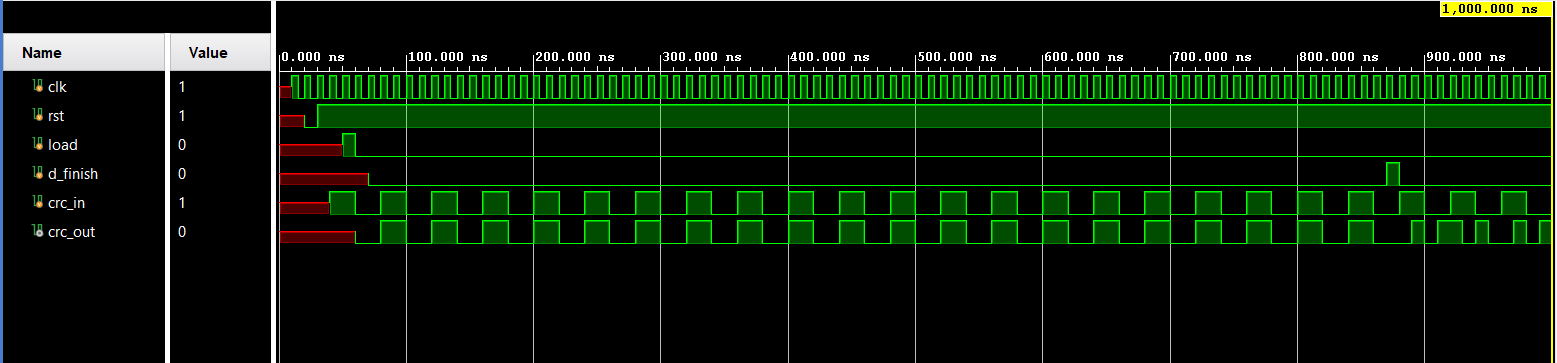 1,000.000 ns
Name Value
0.000 ns 100.000 ns 200.000 ns 300.000 ns 400.000 ns 500.000 ns 600.000 ns 700.000 ns 800.000 ns 900.000 ns
clk 1
rst 1
load 0
d_finish 0
crc_in 1
crc_out 0